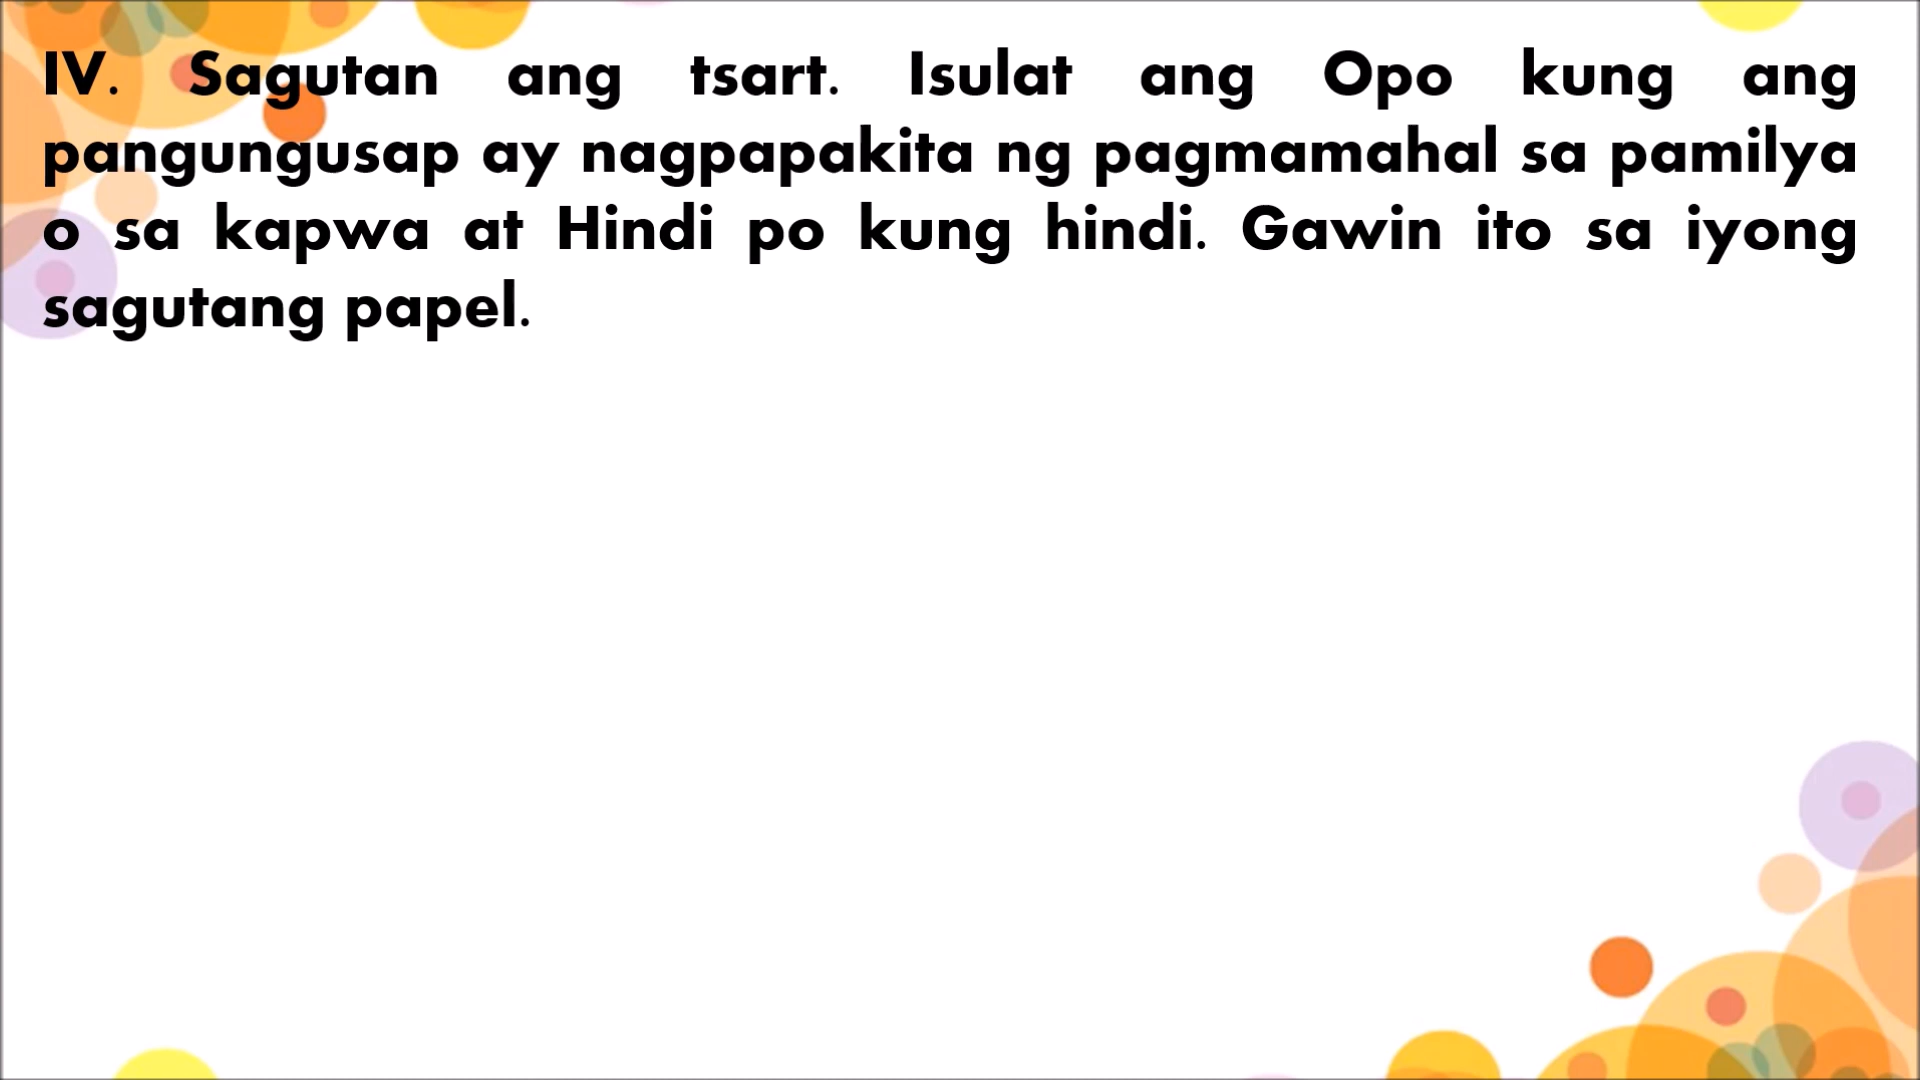 IV. Sagutan ang tsart. Isulat ang Opo kung ang
pangungusap ay nagpapakita ng pagmamahal sa pamilya
o sa kapwa at Hindi po kung hindi. Gawin ito sa iyong
sagutang papel.